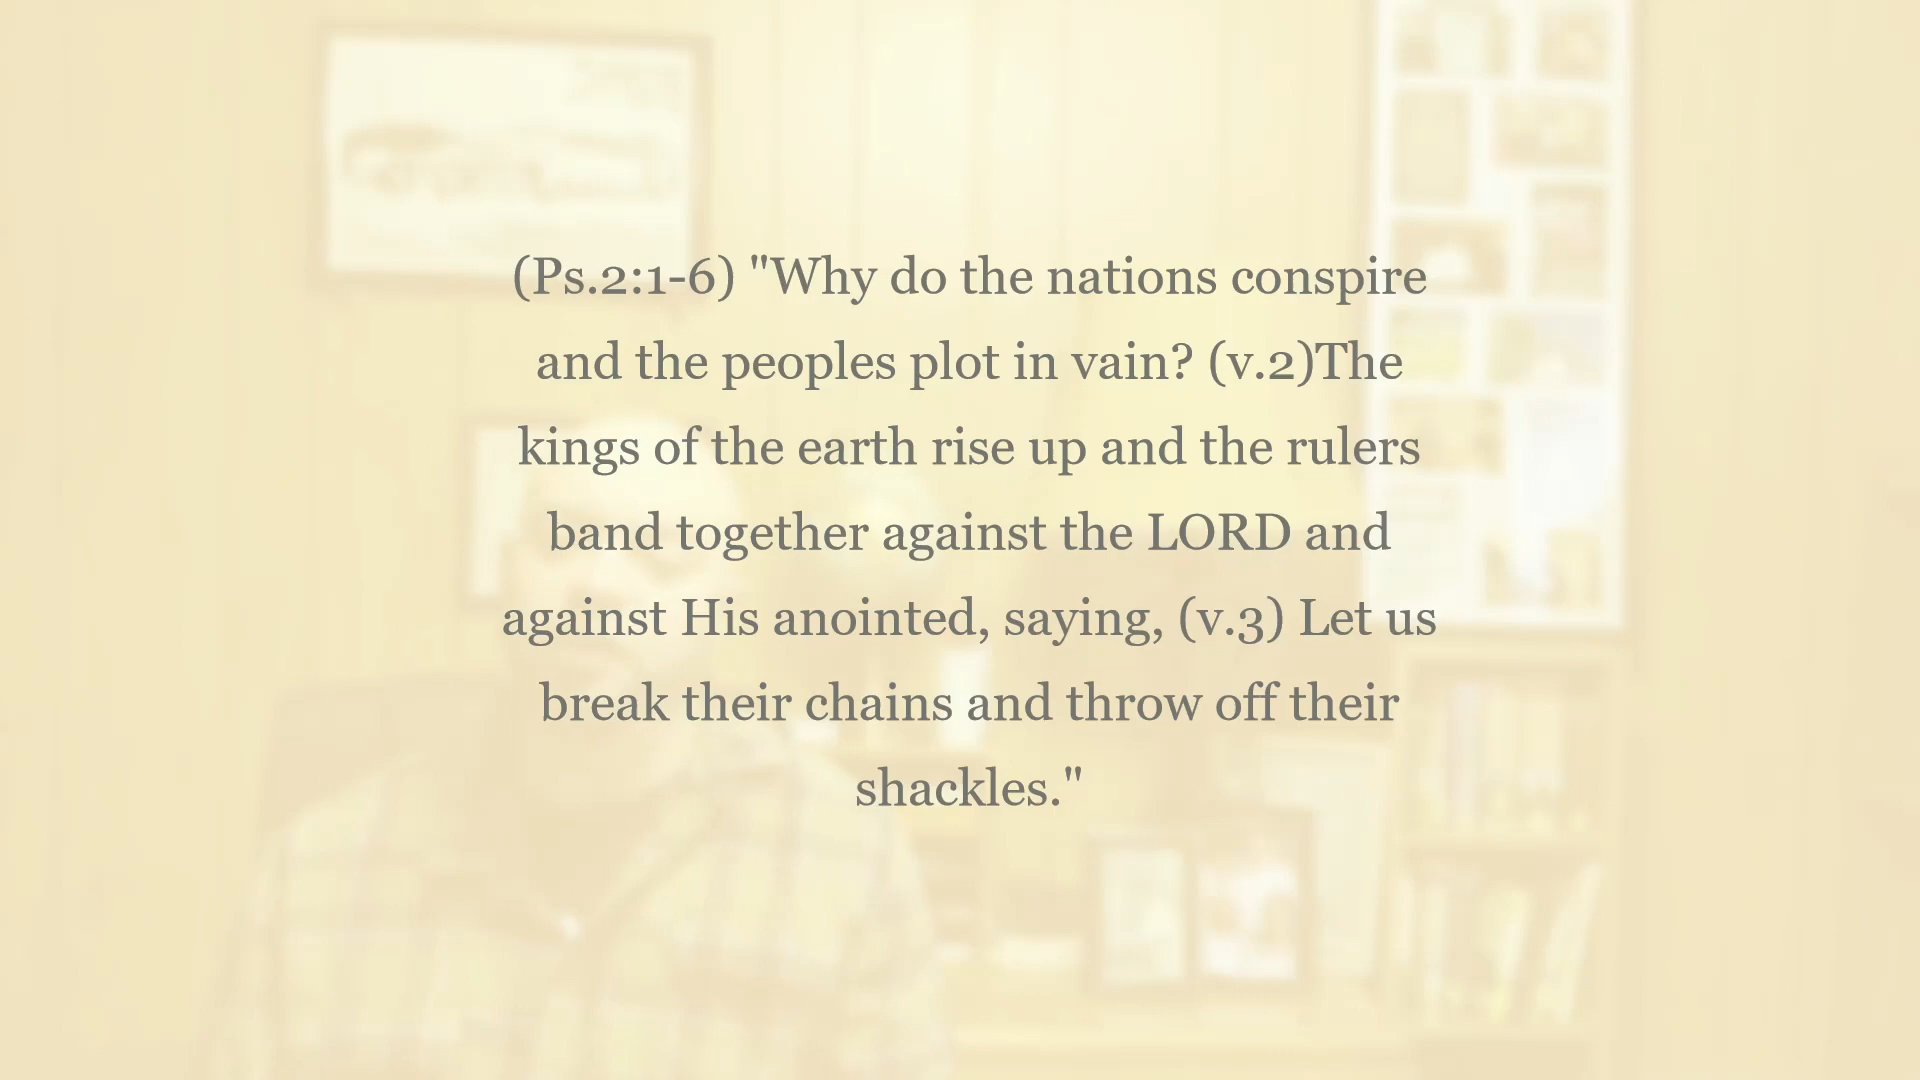 (Ps.2:1-6) "Why do the nations conspire
and the peoples plot in vain? (v.2)The
kings of the earth rise up and the rulers
band together against the LORD and
against His anointed, saying, (v.3) Let us
break their chains and throw off their
shackles."